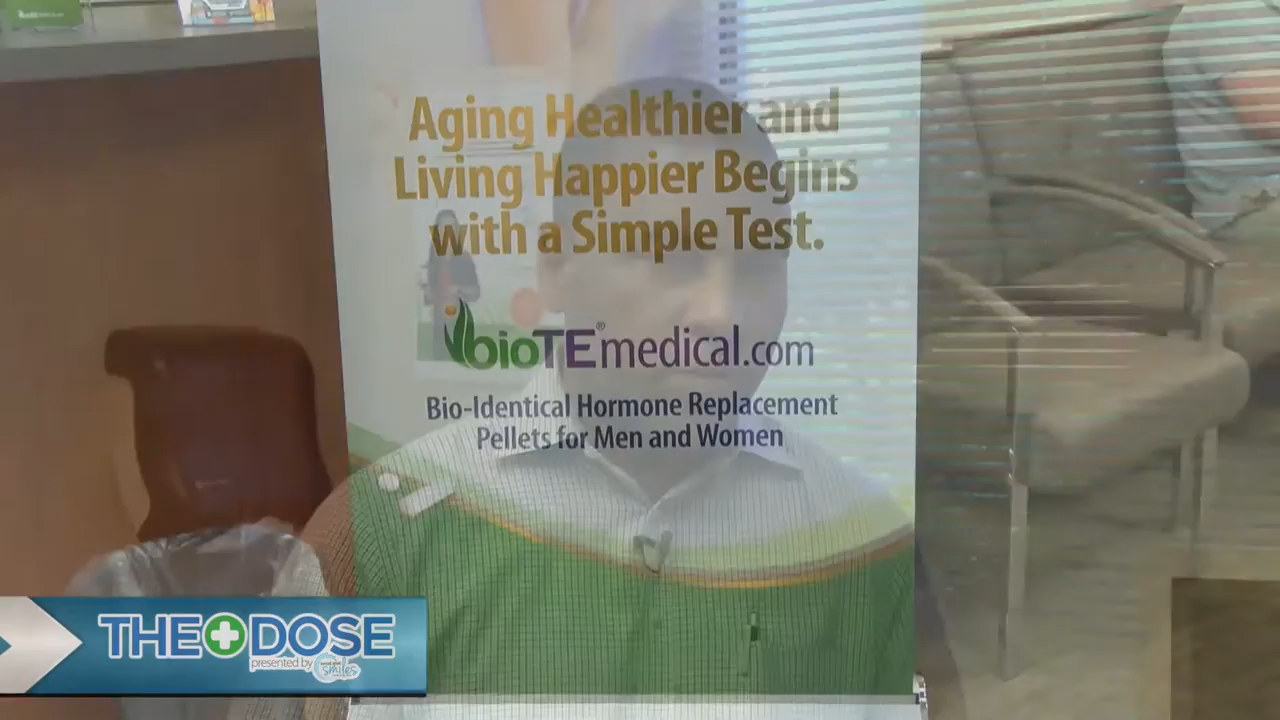 Aging Healthier and
Living Happier Begins
with a Simple Test.
bioTE® medical.com
Bio-Identical Hormone Replacement
Pellets for Men and Women
THE DOSE
presented by
smiles